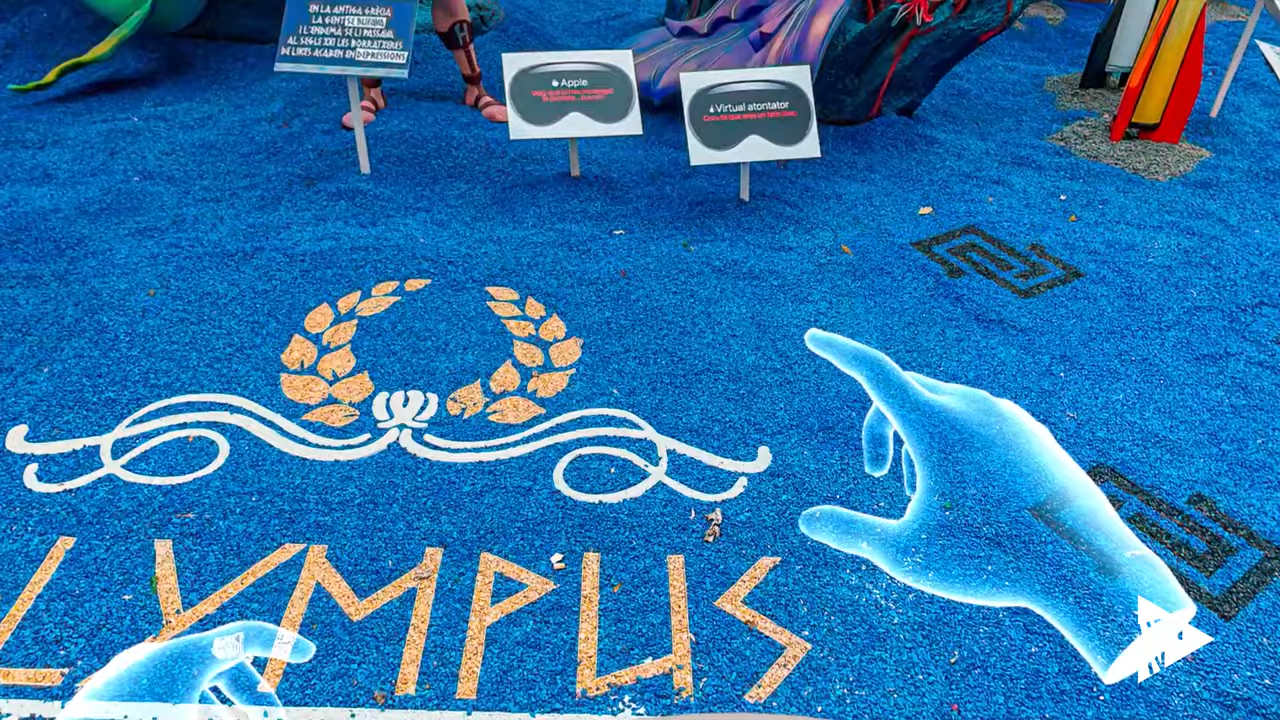 EN LA ANTIGA GRÈCIA
LA GENT SE BUFAVA
I L'ENDEMÀ SE LI PASSAVA,
AL SEGLE XXI LES BORRATXERES
DE LIKES ACABEN EN DEPRESSIONS
Apple
Virtual atontator
LYMPUS